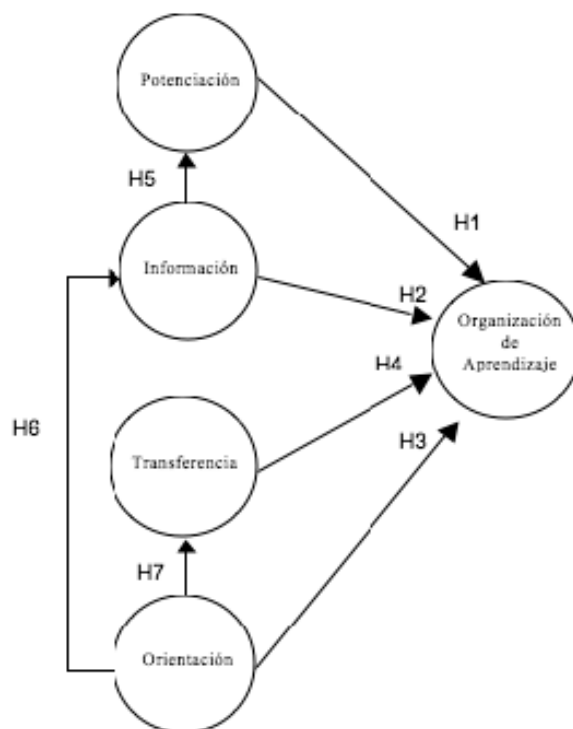 Potenciación
H5
H1
Información
H2
Organización
de
Aprendizaje
H4
H6
H3
Transferencia
H7
Orientación